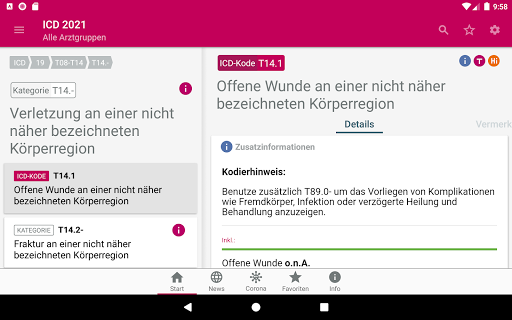 9:58
ICD 2021
Alle Arztgruppen
ICD 19 T08-T14 T14.-
Kategorie T14.-
Verletzung an einer nicht
näher bezeichneten
Körperregion
ICD-KODE T14.1
Offene Wunde an einer nicht näher
bezeichneten Körperregion
KATEGORIE T14.2-
Fraktur an einer nicht näher
bezeichneten Körperregion
ICD-Kode T14.1
i T Hi
Offene Wunde an einer nicht näher
bezeichneten Körperregion
Details Vermerk
Zusatzinformationen
Kodierhinweis:
Benutze zusätzlich T89.0- um das Vorliegen von Komplikationen
wie Fremdkörper, Infektion oder verzögerte Heilung und
Behandlung anzuzeigen.
Inkl.:
Offene Wunde o.n.A.
Start News Corona Favoriten Info